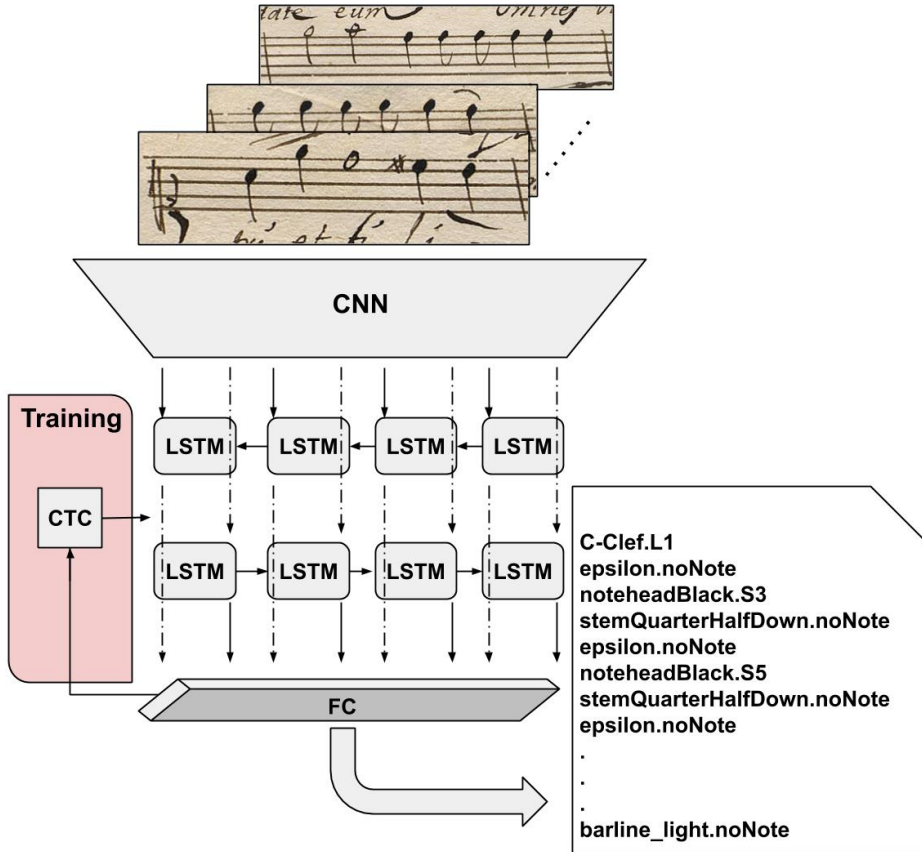 tate eum omnes
et
CNN
Training
LSTM LSTM LSTM LSTM
CTC
LSTM LSTM LSTM LSTM
FC
C-Clef.L1
epsilon.noNote
noteheadBlack.S3
stemQuarterHalfDown.noNote
epsilon.noNote
noteheadBlack.S5
stemQuarterHalfDown.noNote
epsilon.noNote
.
.
.
barline_light.noNote